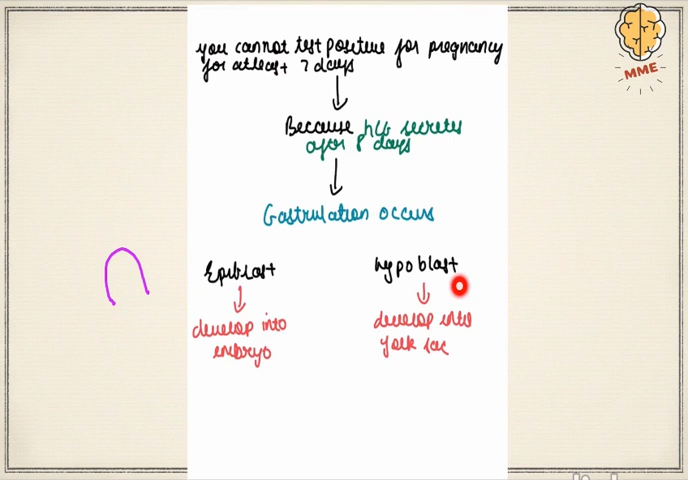 you cannot test positive for pregnancy
for atleast 7 days
Because hCG secretes
after 8 days
Gastrulation occurs
Epiblast
hypoblast
develop into
embryo
develop into
yolk sac
MME